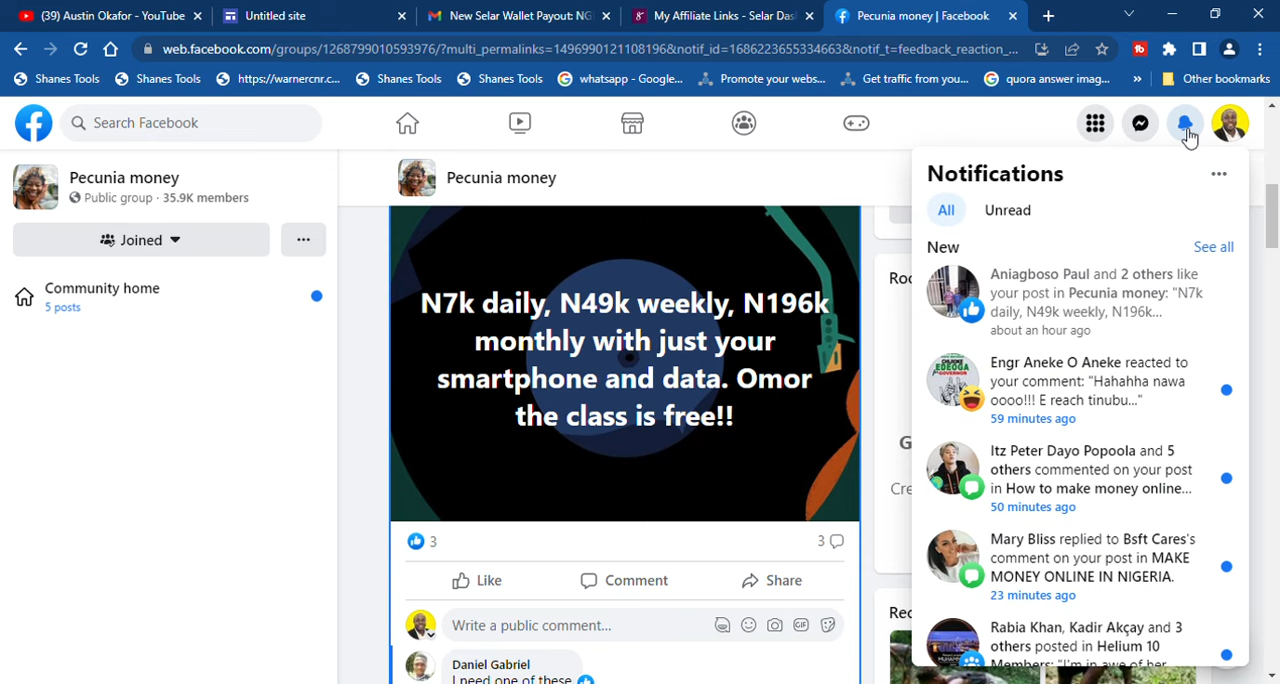 (39) Austin Okafor - YouTube
Untitled site
New Selar Wallet Payout: NG
My Affiliate Links - Selar Das
Pecunia money | Facebook
web.facebook.com/groups/1268799010593976/?multi_permalinks=1496990121108196&notif_id=1686223655334663&notif_t=feedback_reaction_...
Shanes Tools
Shanes Tools
https://warnercnr.c...
Shanes Tools
Shanes Tools
whatsapp - Google...
Promote your webs...
Get traffic from you...
quora answer imag...
»
Other bookmarks
Search Facebook
Pecunia money
Public group · 35.9K members
Joined
Community home
5 posts
Pecunia money
N7k daily, N49k weekly, N196k
monthly with just your
smartphone and data. Omor
the class is free!!
3
3
Like
Comment
Share
Write a public comment...
GIF
Daniel Gabriel
I need one of these
Notifications
All
Unread
New
See all
Aniagboso Paul and 2 others like
your post in Pecunia money: "N7k
daily, N49k weekly, N196k...
about an hour ago
Engr Aneke O Aneke reacted to
your comment: "Hahahha nawa
oooo!!! E reach tinubu..."
59 minutes ago
Itz Peter Dayo Popoola and 5
others commented on your post
in How to make money online...
50 minutes ago
Mary Bliss replied to Bsft Cares's
comment on your post in MAKE
MONEY ONLINE IN NIGERIA.
23 minutes ago
Rabia Khan, Kadir Akçay and 3
others posted in Helium 10
Members: "I'm in awe of her